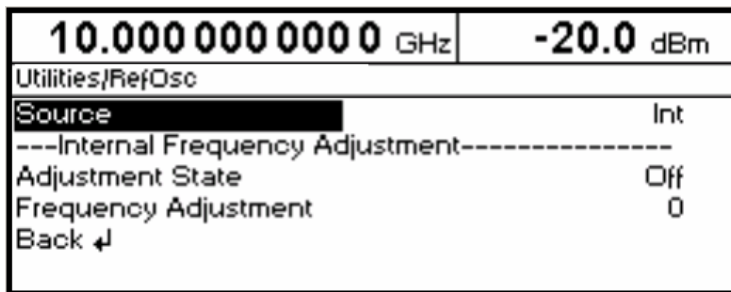 10.000 000 000 0 GHz -20.0 dBm
Utilities/RefOsc
Source Int
---Internal Frequency Adjustment---------------
Adjustment State Off
Frequency Adjustment 0
Back ↵